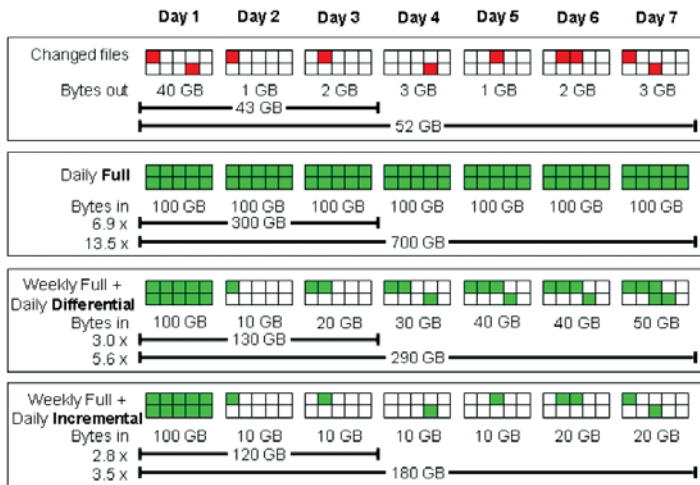 Day 1 Day 2 Day 3 Day 4 Day 5 Day 6 Day 7
Changed files
Bytes out 40 GB 1 GB 2 GB 3 GB 1 GB 2 GB 3 GB
43 GB
52 GB
Daily Full
Bytes in 100 GB 100 GB 100 GB 100 GB 100 GB 100 GB 100 GB
6.9 x 300 GB
13.5 x 700 GB
Weekly Full +
Daily Differential
Bytes in 100 GB 10 GB 20 GB 30 GB 40 GB 40 GB 50 GB
3.0 x 130 GB
5.6 x 290 GB
Weekly Full +
Daily Incremental
Bytes in 100 GB 10 GB 10 GB 10 GB 10 GB 20 GB 20 GB
2.8 x 120 GB
3.5 x 180 GB